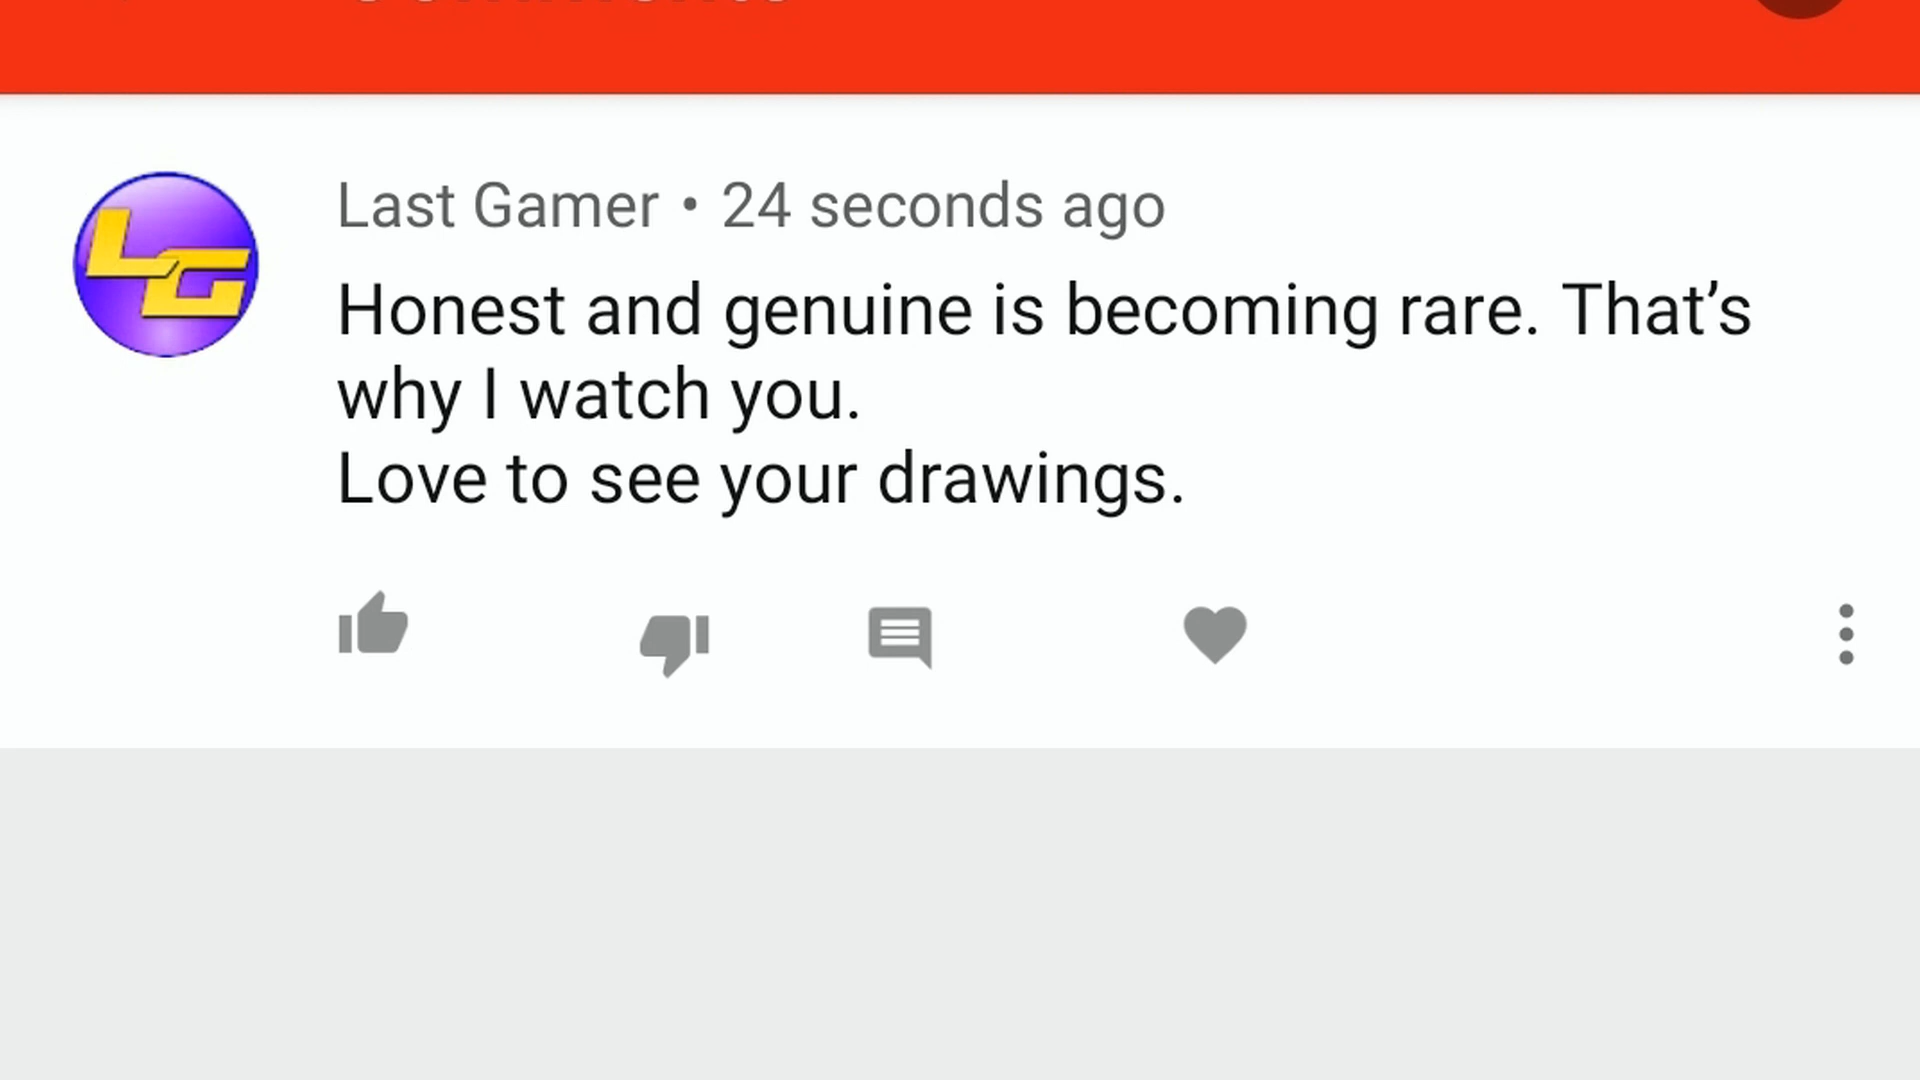 LG
Last Gamer • 24 seconds ago
Honest and genuine is becoming rare. That’s
why I watch you.
Love to see your drawings.